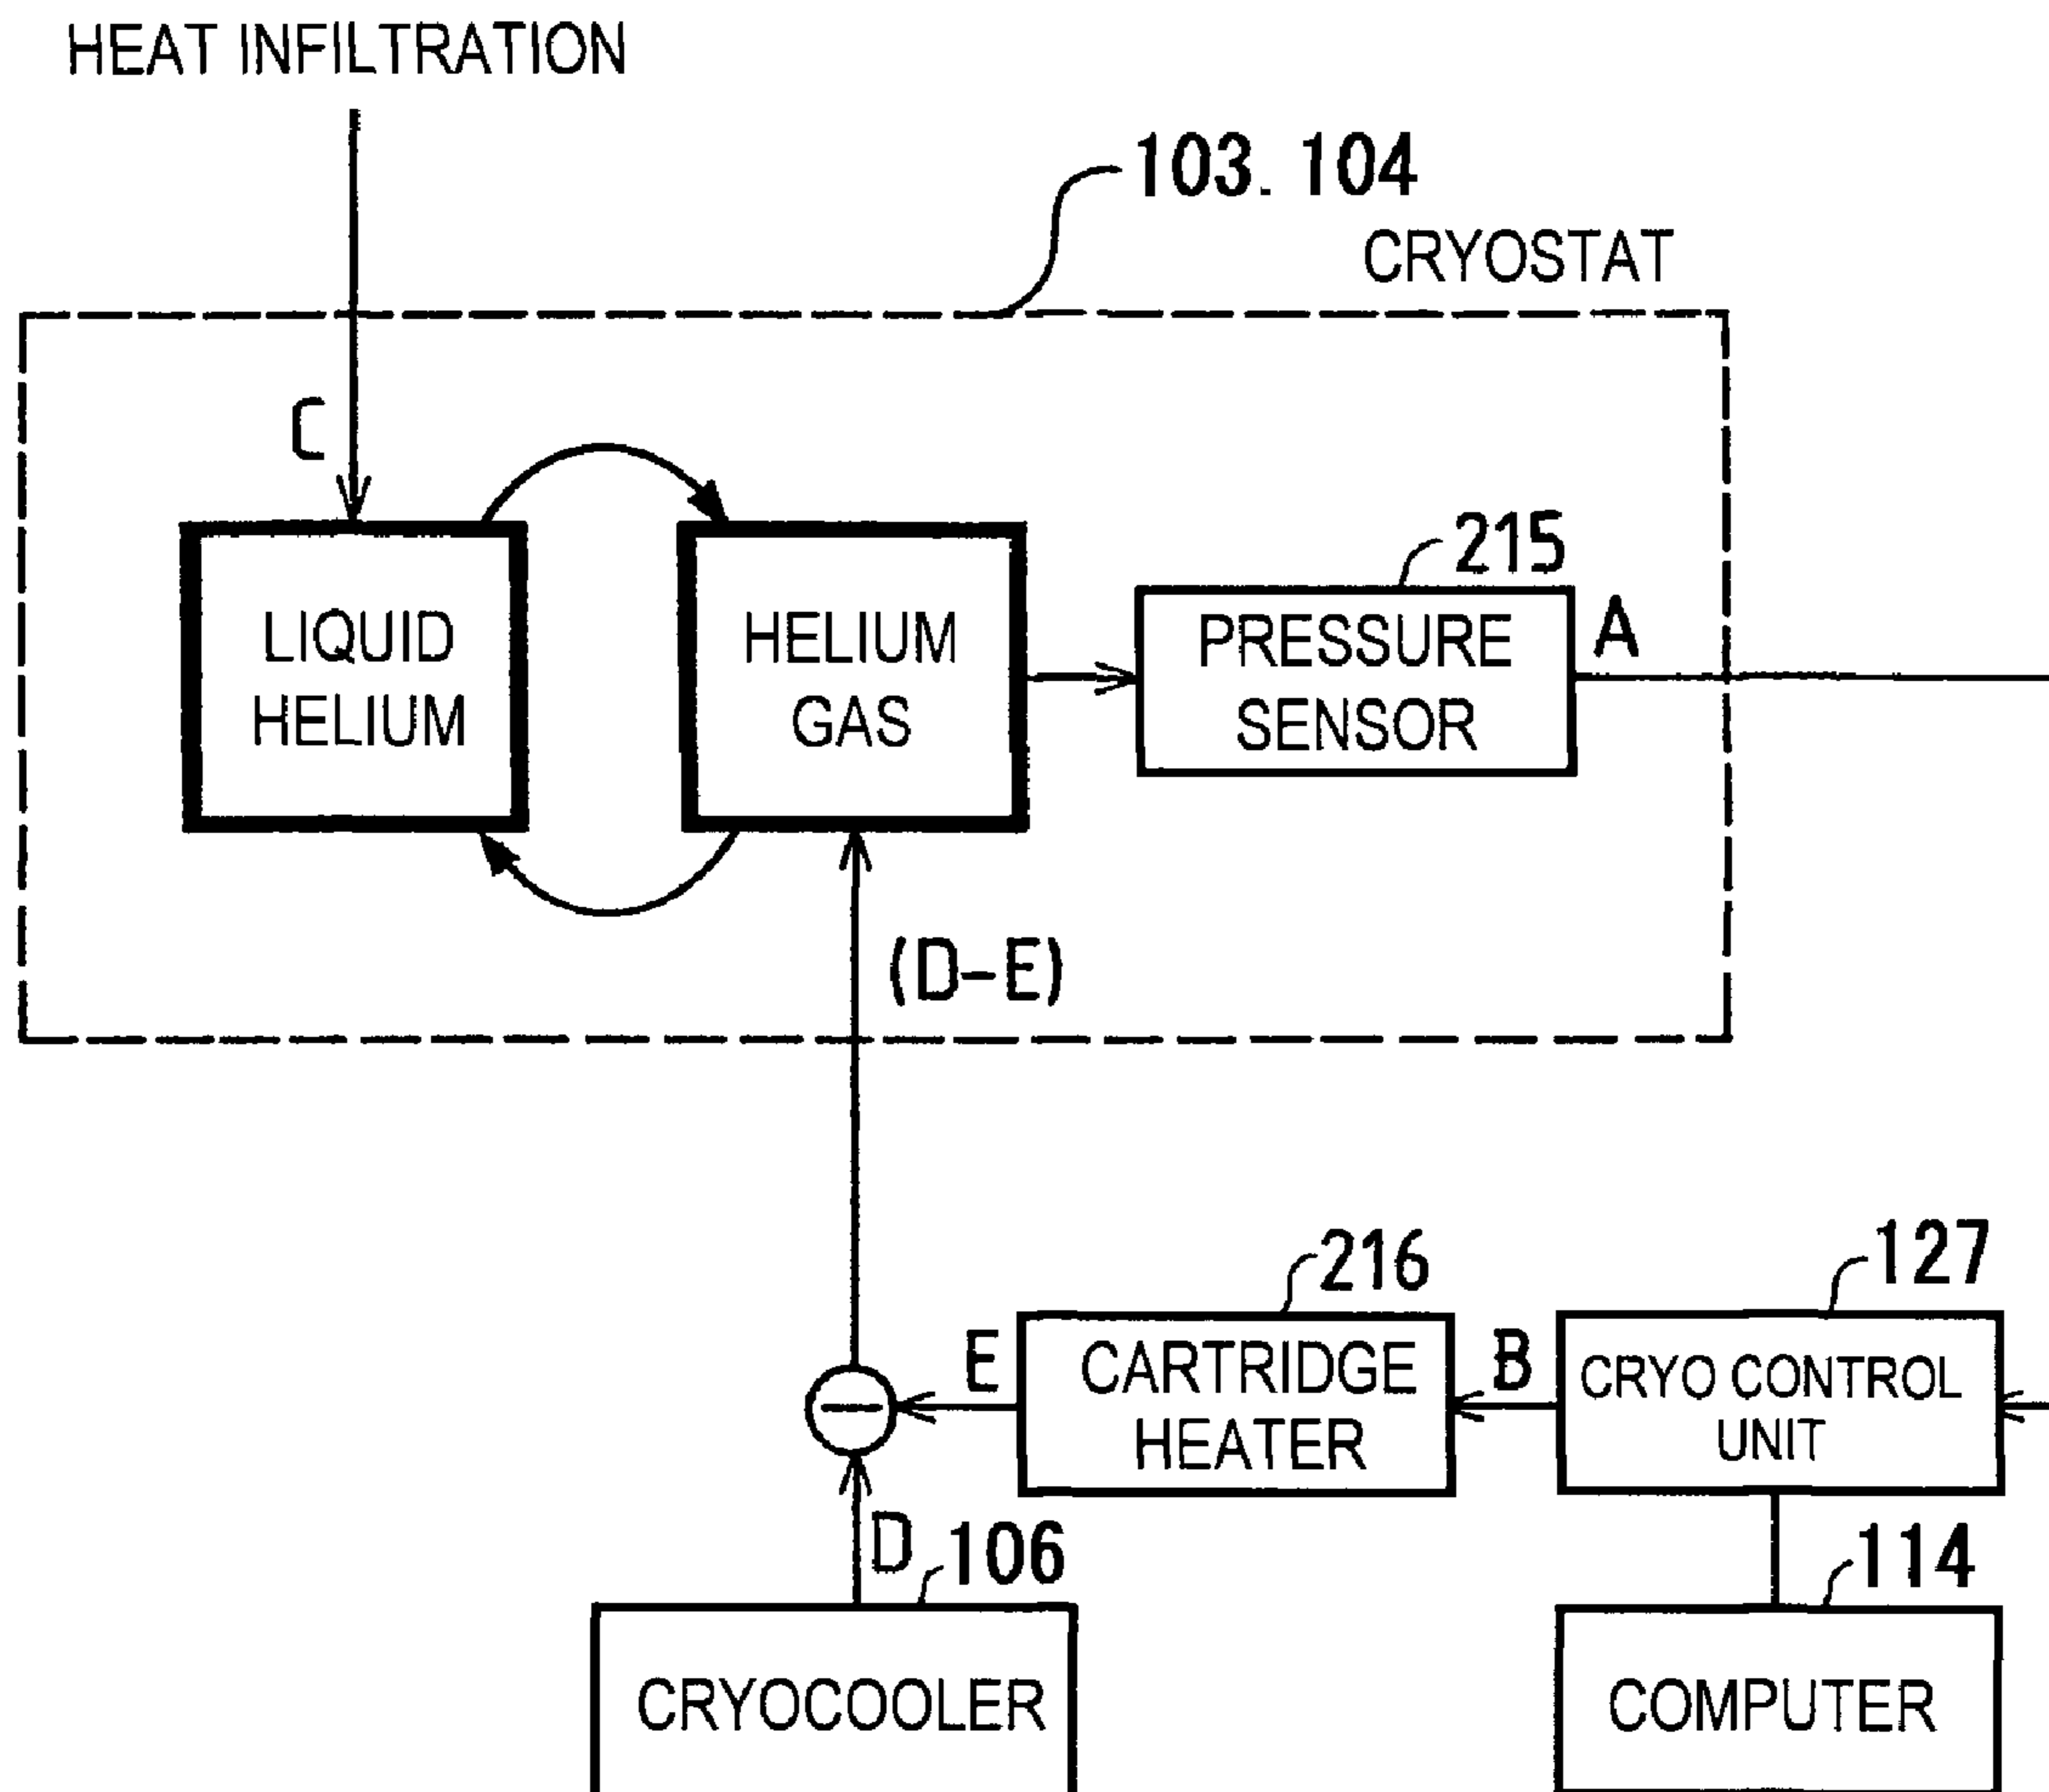 HEAT INFILTRATION
103. 104
CRYOSTAT
C
215
LIQUID
HELIUM
HELIUM
GAS
PRESSURE
SENSOR
A
(D-E)
216
127
E
CARTRIDGE
HEATER
B
CRYO CONTROL
UNIT
D
106
114
CRYOCOOLER
COMPUTER